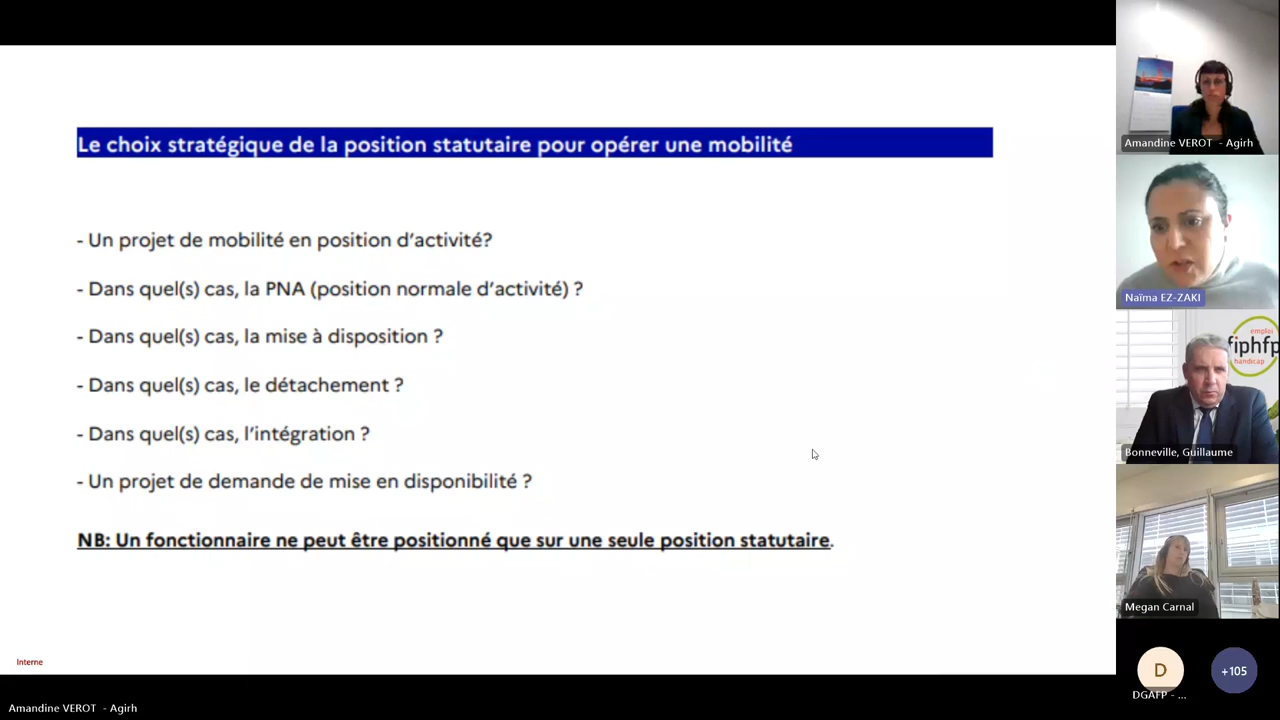 Le choix stratégique de la position statutaire pour opérer une mobilité
- Un projet de mobilité en position d’activité?
- Dans quel(s) cas, la PNA (position normale d’activité) ?
- Dans quel(s) cas, la mise à disposition ?
- Dans quel(s) cas, le détachement ?
- Dans quel(s) cas, l’intégration ?
- Un projet de demande de mise en disponibilité ?
NB: Un fonctionnaire ne peut être positionné que sur une seule position statutaire.
Interne
Amandine VEROT - Agirh
Amandine VEROT - Agirh
Naïma EZ-ZAKI
emploi
fiphfp
handicap
Bonneville, Guillaume
Megan Carnal
D
+105
DGAFP - ...